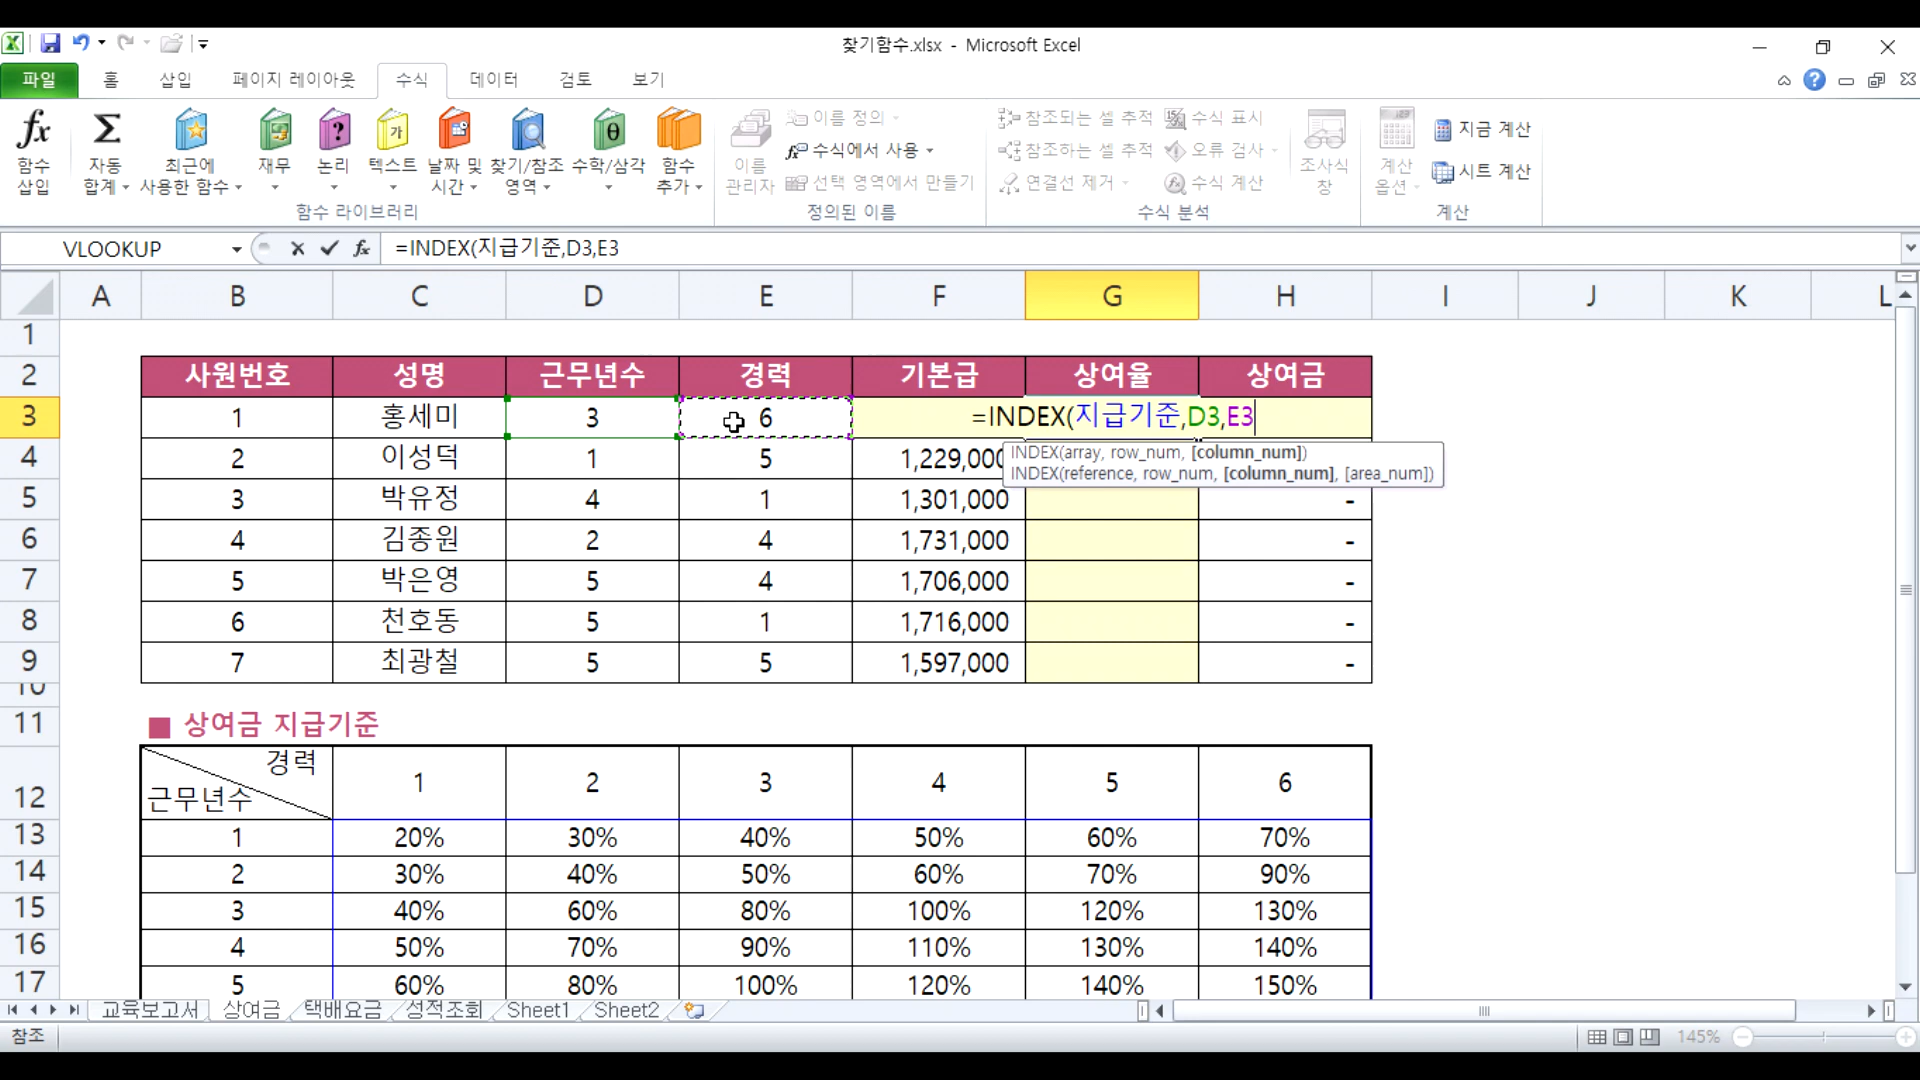 찾기함수.xlsx - Microsoft Excel
파일 홈 삽입 페이지 레이아웃 수식 데이터 검토 보기
함수 삽입
자동 합계
최근에 사용한 함수
재무
논리
텍스트
날짜 및 시간
찾기/참조 영역
수학/삼각
함수 추가
함수 라이브러리
이름 관리자
이름 정의
수식에서 사용
선택 영역에서 만들기
정의된 이름
참조되는 셀 추적
참조하는 셀 추적
연결선 제거
수식 표시
오류 검사
수식 계산
조사식 창
수식 분석
계산 옵션
지금 계산
시트 계산
계산
VLOOKUP =INDEX(지급기준,D3,E3
A B C D E F G H I J K L
1
2 사원번호 성명 근무년수 경력 기본급 상여율 상여금
3 1 홍세미 3 6 =INDEX(지급기준,D3,E3
4 2 이성덕 1 5 1,229,000
INDEX(array, row_num, [column_num])
INDEX(reference, row_num, [column_num], [area_num])
5 3 박유정 4 1 1,301,000 -
6 4 김종원 2 4 1,731,000 -
7 5 박은영 5 4 1,706,000 -
8 6 천호동 5 1 1,716,000 -
9 7 최광철 5 5 1,597,000 -
10
11 ■ 상여금 지급기준
경력
12 근무년수 1 2 3 4 5 6
13 1 20% 30% 40% 50% 60% 70%
14 2 30% 40% 50% 60% 70% 90%
15 3 40% 60% 80% 100% 120% 130%
16 4 50% 70% 90% 110% 130% 140%
17 5 60% 80% 100% 120% 140% 150%
교육보고서 상여금 택배요금 성적조회 Sheet1 Sheet2
참조 145%